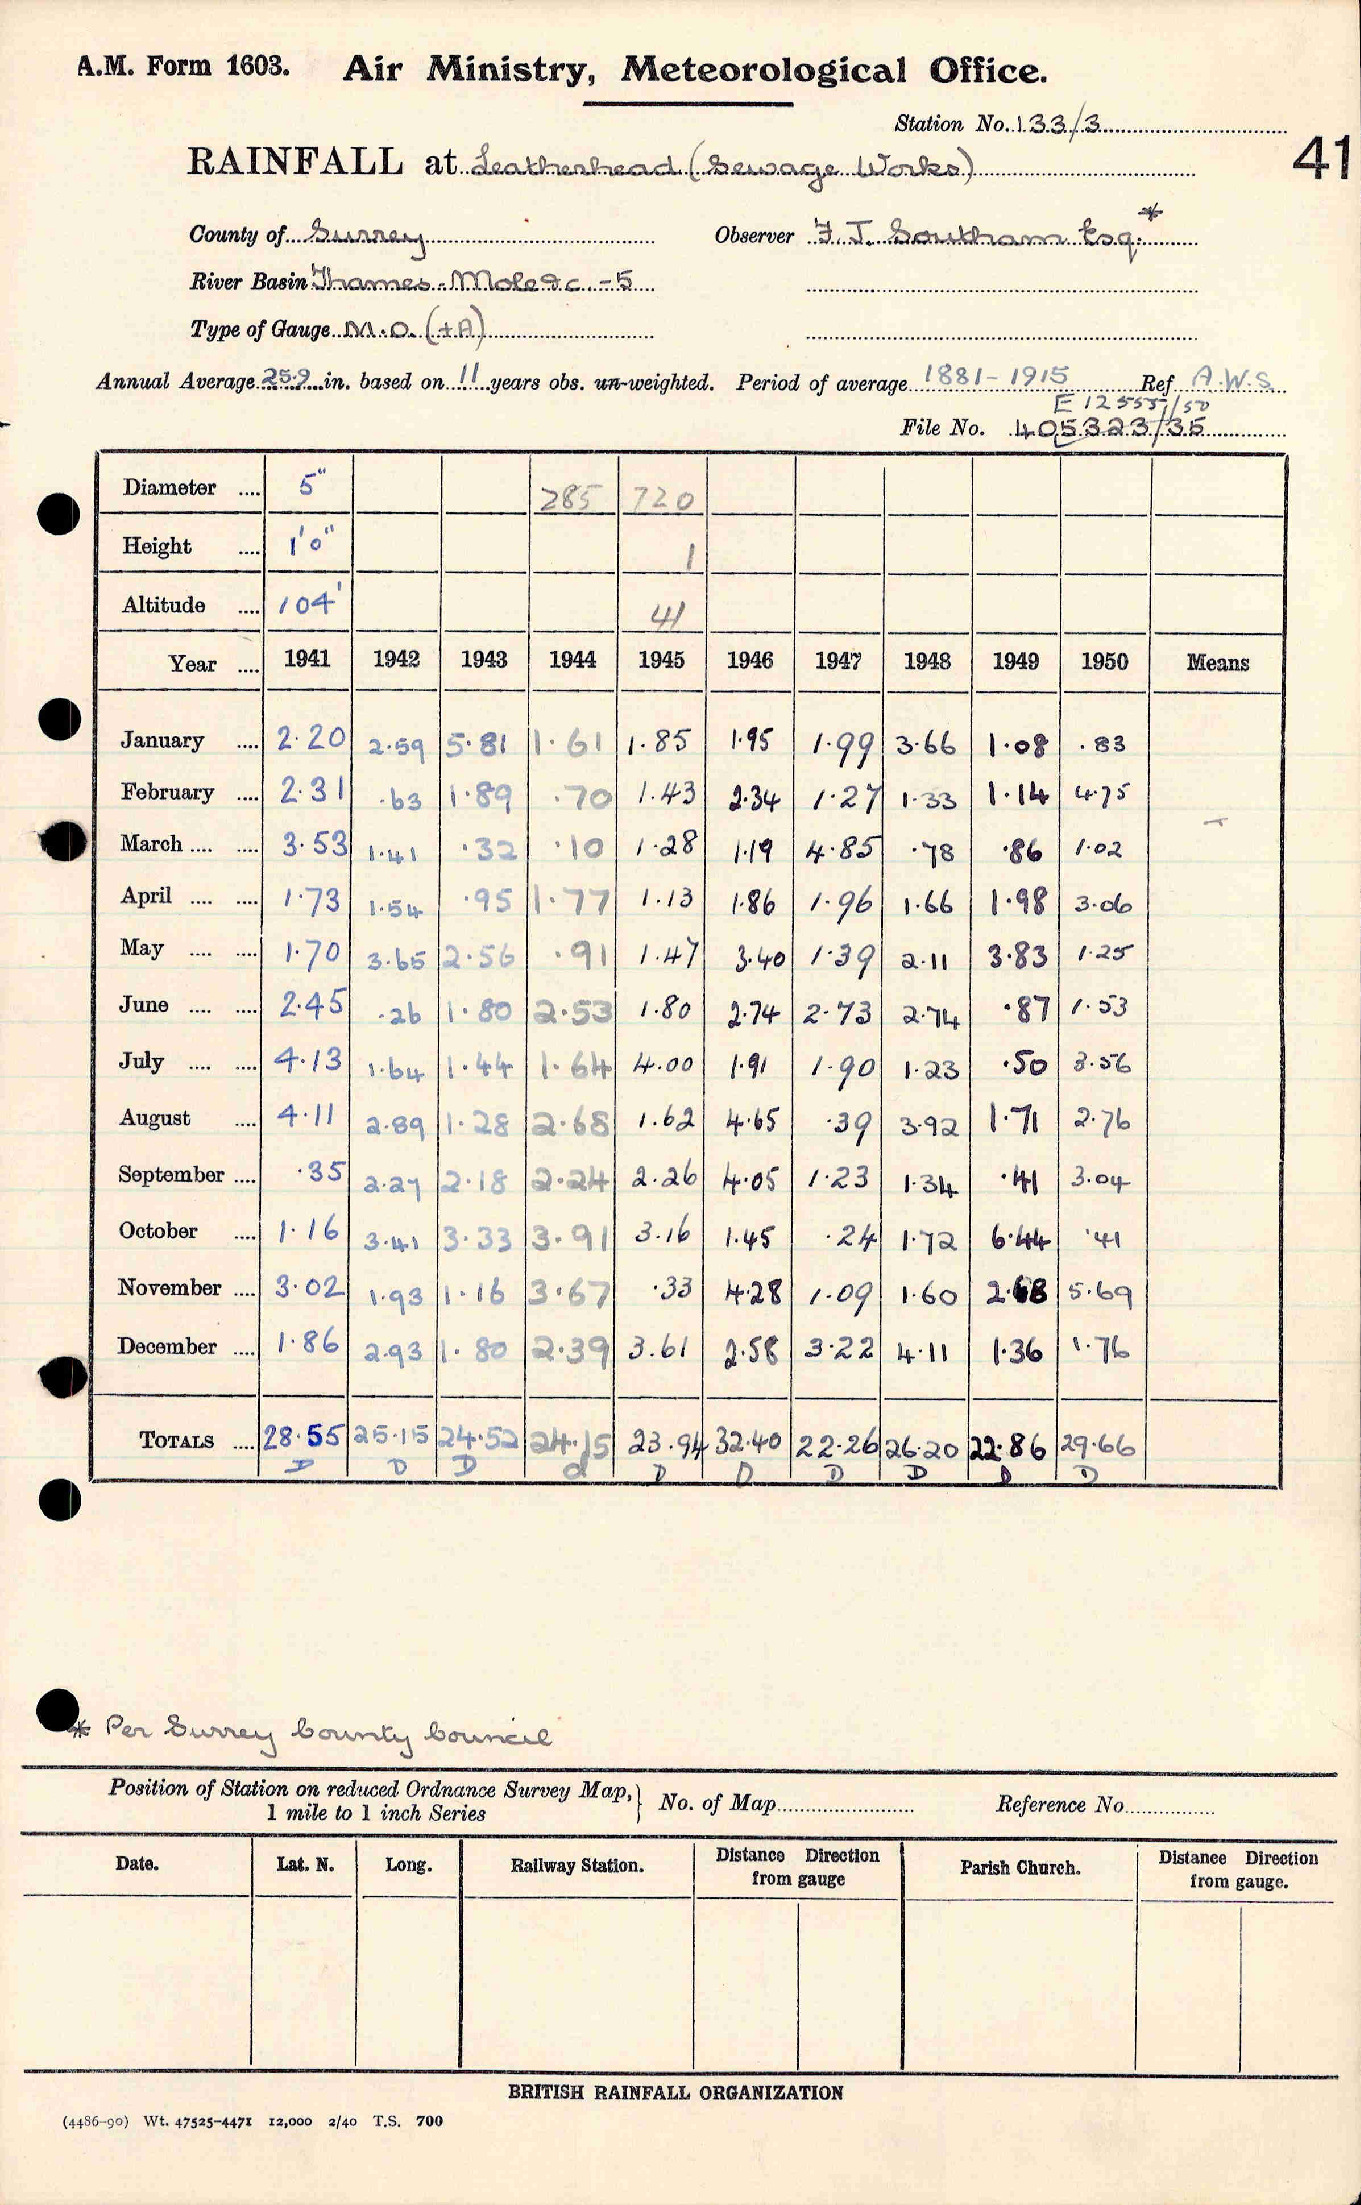 A.M. Form 1603. Air Ministry, Meteorological Office.
Station No. 133/3
41
RAINFALL at Leatherhead (Sewage Works)
County of Surrey Observer F. J. Southam Esq. *
River Basin Thames - Mole &c - 5
Type of Gauge M.O. (+A)
Annual Average 25.9 in. based on 11 years obs. un-weighted. Period of average 1881-1915 Ref A.W.S.
E 12555/50
File No. 405323/35
Diameter .... 5" 285 720
Height .... 1'0" 1
Altitude .... 104' 41
Year .... 1941 1942 1943 1944 1945 1946 1947 1948 1949 1950 Means
January .... 2.20 2.59 5.81 1.61 1.85 1.95 1.99 3.66 1.08 .83
February .... 2.31 .63 1.89 .70 1.43 2.34 1.27 1.33 1.14 4.75
March .... .... 3.53 1.41 .32 .10 1.28 1.19 4.85 .78 .86 1.02
April .... .... 1.73 1.54 .95 1.77 1.13 1.86 1.96 1.66 1.98 3.06
May .... .... 1.70 3.65 2.56 .91 1.47 3.40 1.39 2.11 3.83 1.25
June .... .... 2.45 .26 1.80 2.53 1.80 2.74 2.73 2.74 .87 1.53
July .... .... 4.13 1.64 1.44 1.64 4.00 1.91 1.90 1.23 .50 3.56
August .... 4.11 2.89 1.28 2.68 1.62 4.65 .39 3.92 1.71 2.76
September .... .35 2.27 2.18 2.24 2.26 4.05 1.23 1.34 .41 3.04
October .... 1.16 3.41 3.33 3.91 3.16 1.45 .24 1.72 6.44 .41
November .... 3.02 1.93 1.16 3.67 .33 4.28 1.09 1.60 2.68 5.69
December .... 1.86 2.93 1.80 2.39 3.61 2.58 3.22 4.11 1.36 1.76
TOTALS .... 28.55 25.15 24.52 24.15 23.94 32.40 22.26 26.20 22.86 29.66
D D D d D D D D D D
* Per Surrey County Council
Position of Station on reduced Ordnance Survey Map, 1 mile to 1 inch Series } No. of Map Reference No.
Date. Lat. N. Long. Railway Station. Distance Direction from gauge Parish Church. Distance Direction from gauge.
BRITISH RAINFALL ORGANIZATION
(4486-90) Wt. 47525-4471 12,000 2/40 T.S. 700